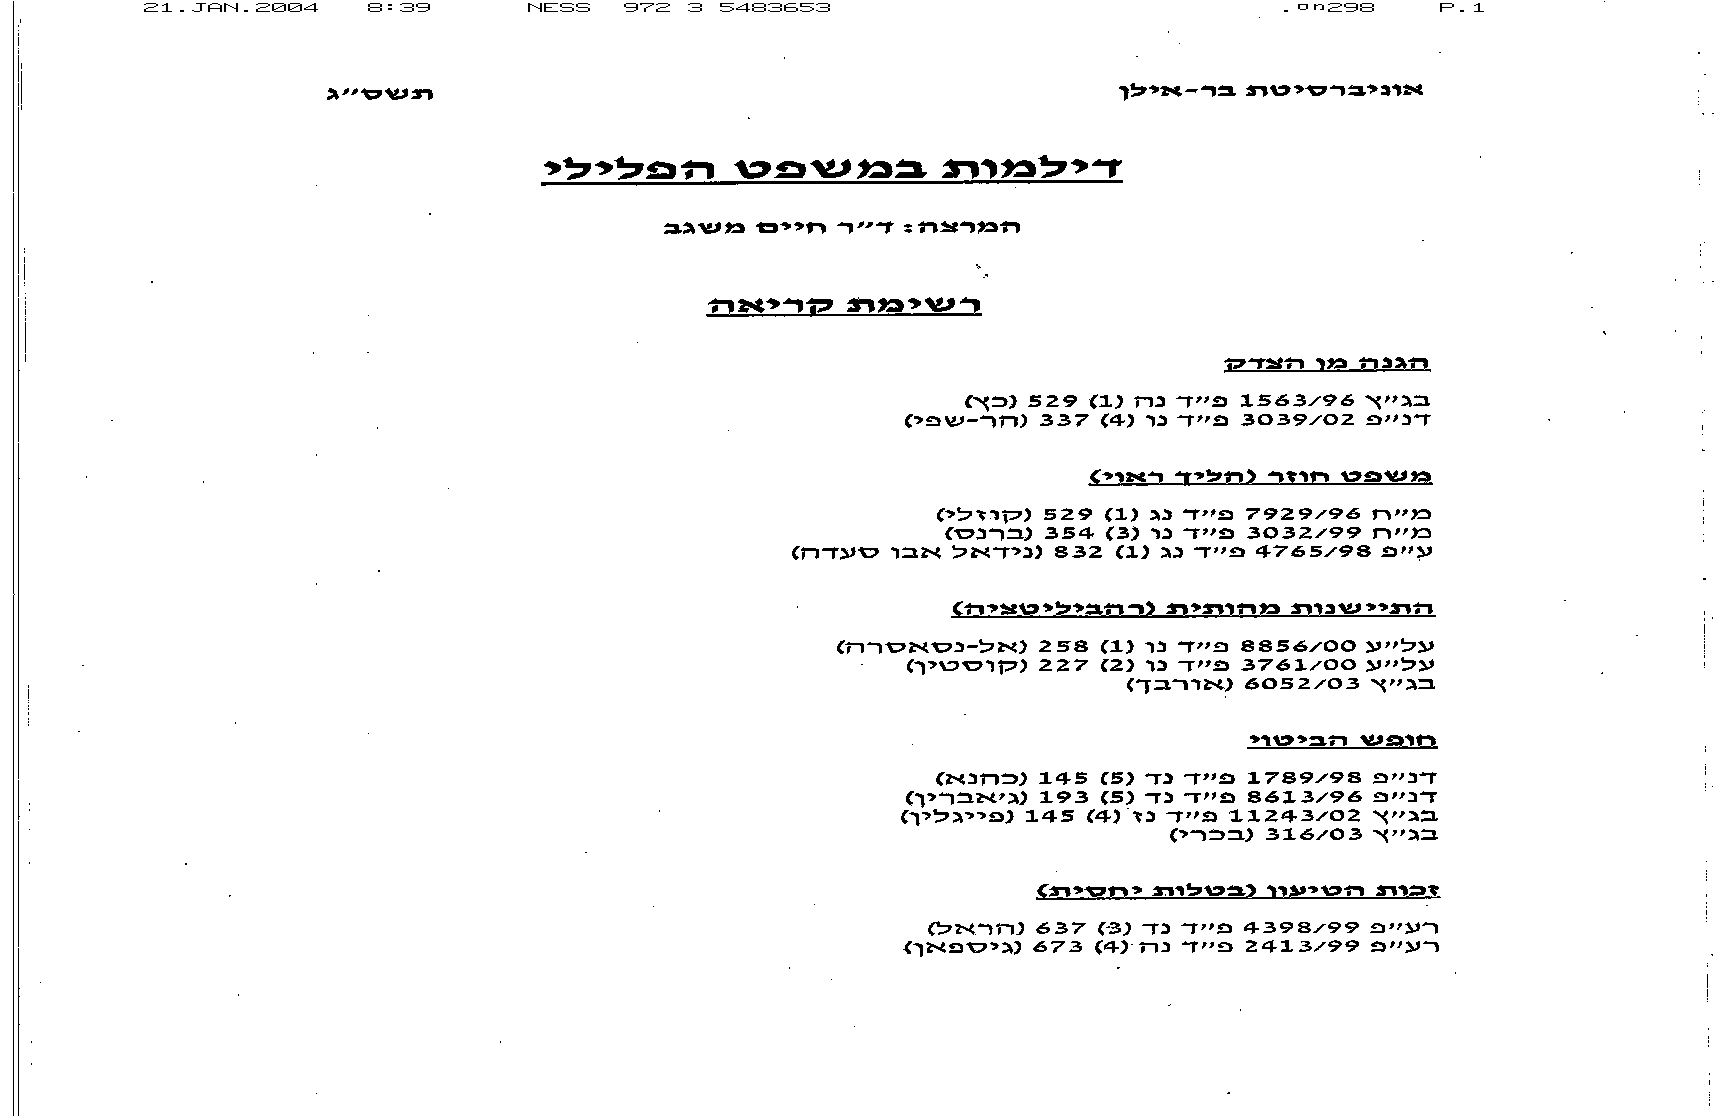 21.JAN.2004 8:39 NESS 972 3 5483653 .סח298 P.1
אוניברסיטת בר-אילן תשס"ג
דילמות במשפט הפלילי
המרצה: ד"ר חיים משגב
רשימת קריאה
הגנה מן הצדק
בג"ץ 1563/96 פ"ד נה (1) 529 (כץ)
דנ"פ 3039/02 פ"ד נו (4) 337 (הר-שפי)
משפט חוזר (הליך ראוי)
מ"ח 7929/96 פ"ד נג (1) 529 (קוזלי)
מ"ח 3032/99 פ"ד נו (3) 354 (ברנס)
ע"פ 4765/98 פ"ד נג (1) 832 (נידאל אבו סעדה)
התיישנות מהותית (רהביליטציה)
על"ע 8856/00 פ"ד נו (1) 258 (אל-נסאסרה)
על"ע 3761/00 פ"ד נו (2) 227 (קוסטין)
בג"ץ 6052/03 (אורבך)
חופש הביטוי
דנ"פ 1789/98 פ"ד נד (5) 145 (כהנא)
דנ"פ 8613/96 פ"ד נד (5) 193 (ג'אברין)
בג"ץ 11243/02 פ"ד נז (4) 145 (פייגלין)
בג"ץ 316/03 (בכרי)
זכות הטיעון (בטלות יחסית)
רע"פ 4398/99 פ"ד נד (3) 637 (הראל)
רע"פ 2413/99 פ"ד נה (4) 673 (גיספאן)